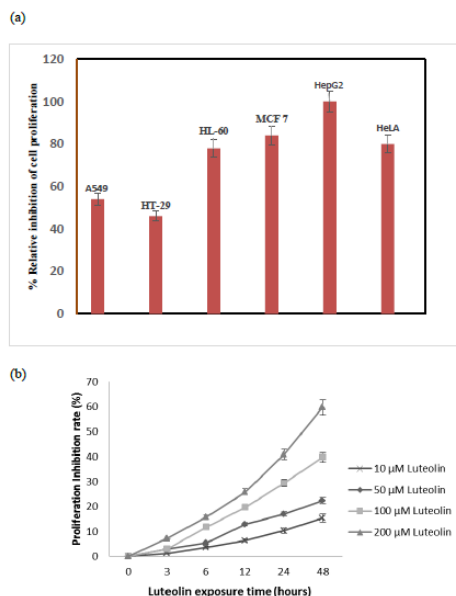 (a)
% Relative inhibition of cell proliferation
120
100
80
60
40
20
0
A549
HT-29
HL-60
MCF 7
HepG2
HeLA
(b)
Proliferation Inhibition rate (%)
70
60
50
40
30
20
10
0
0 3 6 12 24 48
Luteolin exposure time (hours)
10 µM Luteolin
50 µM Luteolin
100 µM Luteolin
200 µM Luteolin